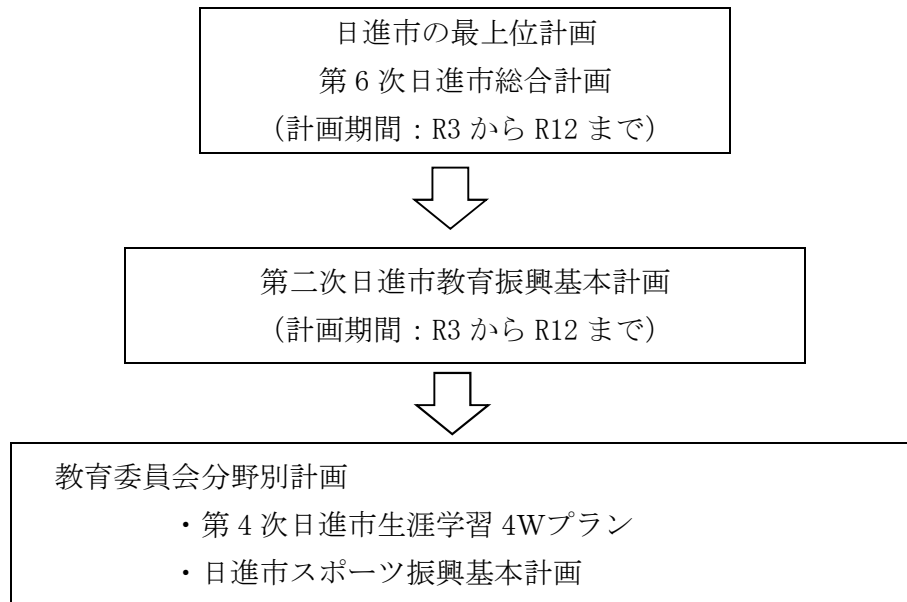 日進市の最上位計画
第6次日進市総合計画
（計画期間：R3からR12まで）
第二次日進市教育振興基本計画
（計画期間：R3からR12まで）
教育委員会分野別計画
・第4次日進市生涯学習4Wプラン
・日進市スポーツ振興基本計画